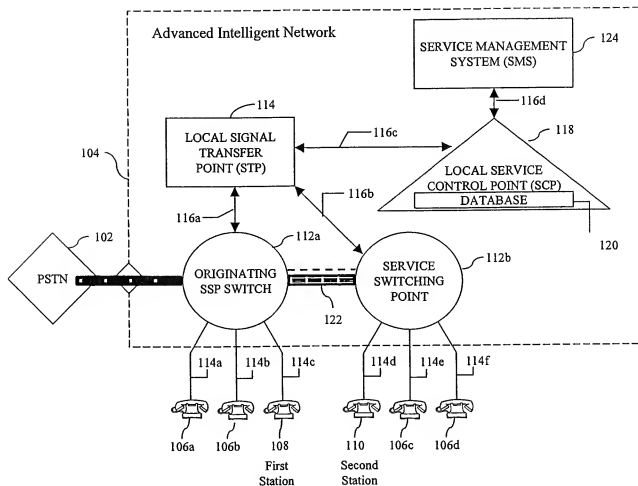 Advanced Intelligent Network
SERVICE MANAGEMENT
SYSTEM (SMS)
124
116d
114
LOCAL SIGNAL
TRANSFER
POINT (STP)
116c
118
LOCAL SERVICE
CONTROL POINT (SCP)
DATABASE
120
104
116a
116b
102
PSTN
112a
ORIGINATING
SSP SWITCH
122
112b
SERVICE
SWITCHING
POINT
114a
114b
114c
114d
114e
114f
106a
106b
108
110
106c
106d
First
Station
Second
Station